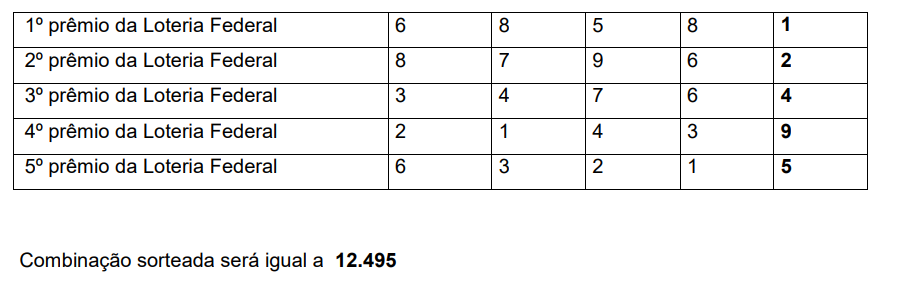 1º prêmio da Loteria Federal 6 8 5 8 1
2º prêmio da Loteria Federal 8 7 9 6 2
3º prêmio da Loteria Federal 3 4 7 6 4
4º prêmio da Loteria Federal 2 1 4 3 9
5º prêmio da Loteria Federal 6 3 2 1 5
Combinação sorteada será igual a 12.495